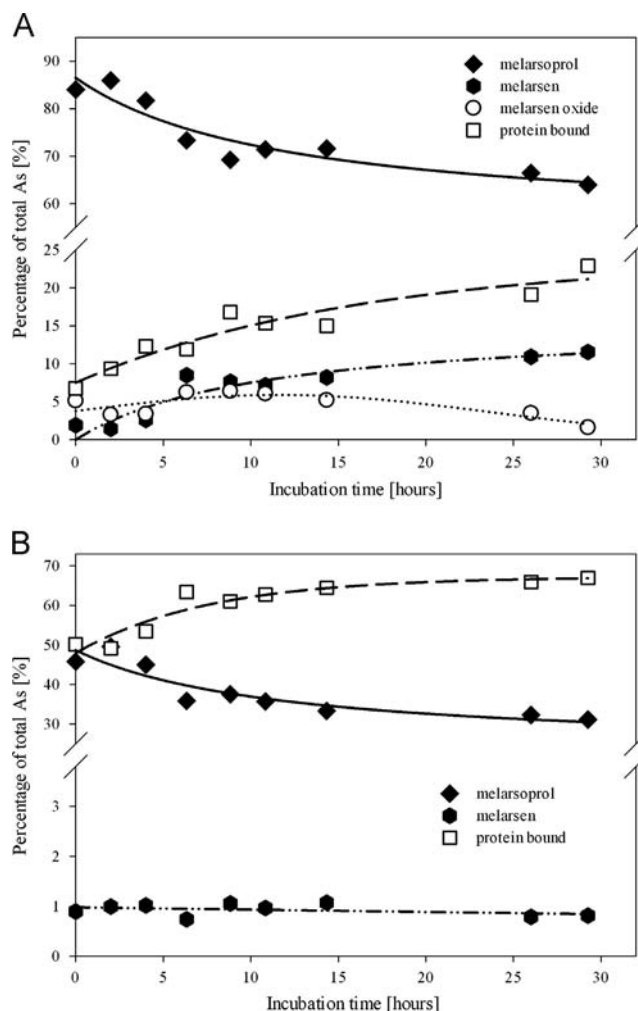 A
Percentage of total As [%]
90
80
70
60
25
20
15
10
5
0
melarsoprol
melarsen
melarsen oxide
protein bound
0 5 10 15 20 25 30
Incubation time [hours]
B
Percentage of total As [%]
70
60
50
40
30
3
2
1
0
melarsoprol
melarsen
protein bound
0 5 10 15 20 25 30
Incubation time [hours]